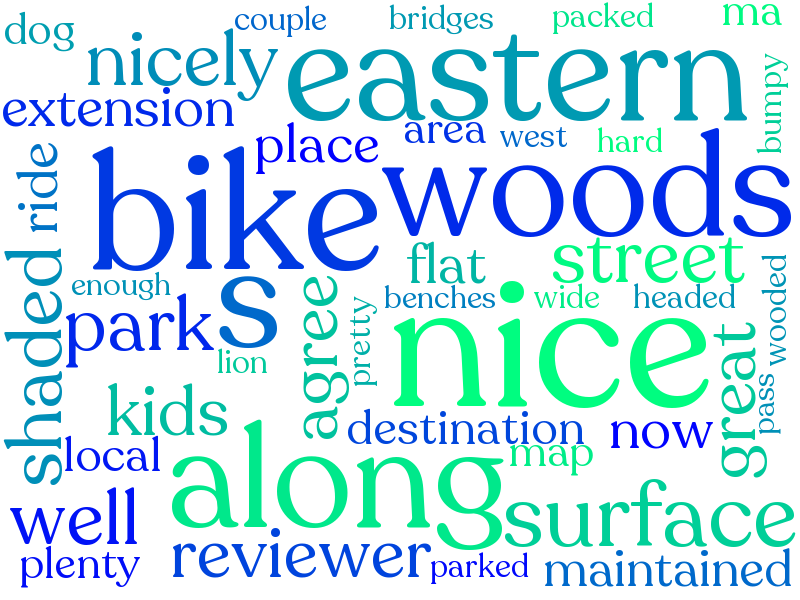 dog
couple
bridges
packed
ma
nicely
eastern
bumpy
extension
place
area
west
hard
ride
bike
woods
shaded
enough
s
flat
street
park
agree
pretty
benches
wide
headed
wooded
lion
nice
great
pass
kids
destination
now
local
along
map
well
surface
plenty
reviewer
parked
maintained